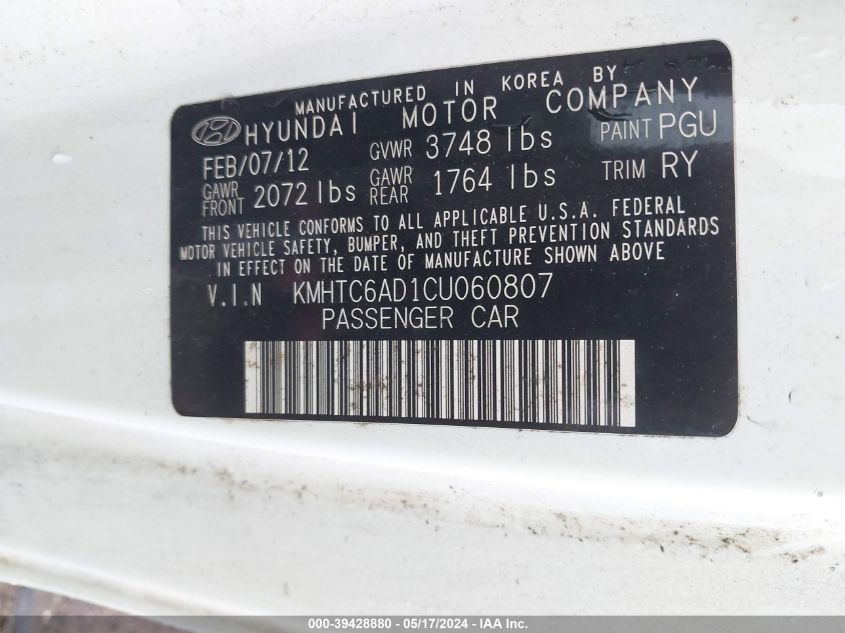 MANUFACTURED IN KOREA BY
HYUNDAI MOTOR COMPANY
FEB/07/12 GVWR 3748 lbs PAINT PGU
GAWR FRONT 2072 lbs GAWR REAR 1764 lbs TRIM RY
THIS VEHICLE CONFORMS TO ALL APPLICABLE U.S.A. FEDERAL
MOTOR VEHICLE SAFETY, BUMPER, AND THEFT PREVENTION STANDARDS
IN EFFECT ON THE DATE OF MANUFACTURE SHOWN ABOVE
V.I.N KMHTC6AD1CU060807
PASSENGER CAR
000-39428880 - 05/17/2024 - IAA Inc.